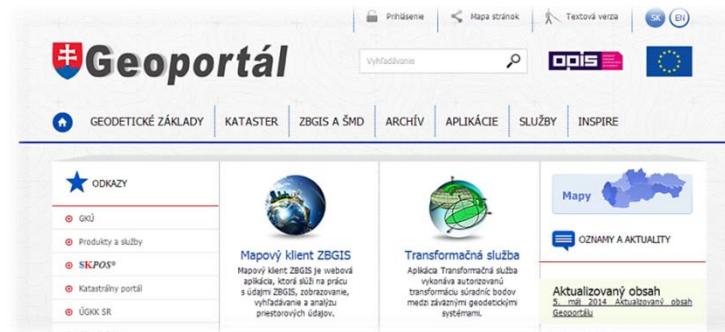 Prihlásenie
Mapa stránok
Textová verzia
SK
EN
Geoportál
Vyhľadávanie
opis
GEODETICKÉ ZÁKLADY
KATASTER
ZBGIS A ŠMD
ARCHÍV
APLIKÁCIE
SLUŽBY
INSPIRE
ODKAZY
GKÚ
Produkty a služby
SKPOS®
Katastrálny portál
ÚGKK SR
Mapový klient ZBGIS
Mapový klient ZBGIS je webová
aplikácia, ktorá slúži na prácu
s údajmi ZBGIS, zobrazovanie,
vyhľadávanie a analýzu
priestorových údajov.
Transformačná služba
Aplikácia Transformačná služba
vykonáva autorizovanú
transformáciu súradníc bodov
medzi záväznými geodetickými
systémami.
Mapy
OZNAMY A AKTUALITY
Aktualizovaný obsah
5. máj 2014 Aktualizovaný obsah
Geoportálu